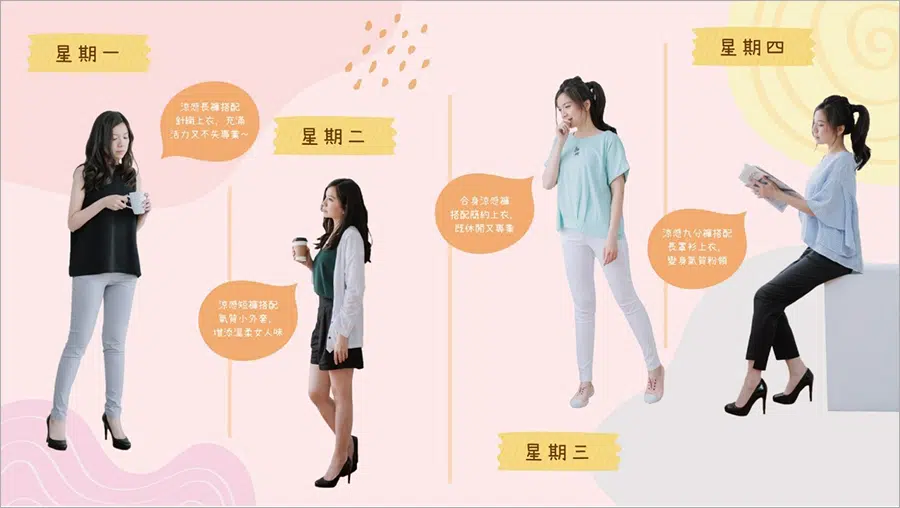 星期一
涼感長褲搭配
針織上衣，充滿
活力又不失專業～
星期二
涼感短褲搭配
氣質小外套，
增添溫柔女人味
合身涼感褲
搭配簡約上衣，
既休閒又專業
星期三
星期四
涼感九分褲搭配
長罩衫上衣，
變身氣質粉領